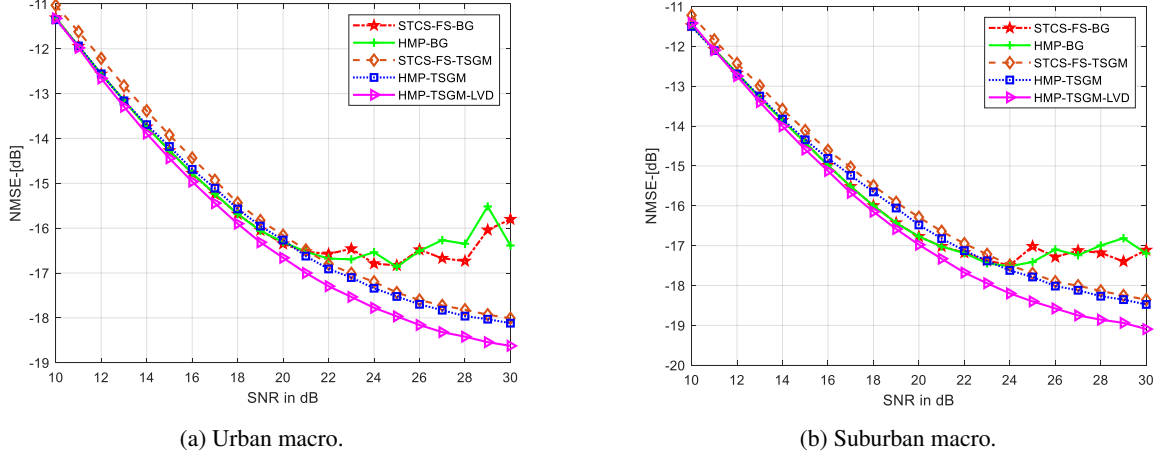 -11
-12
-13
-14
-15
-16
-17
-18
-19
NMSE-[dB]
10 12 14 16 18 20 22 24 26 28 30
SNR in dB
STCS-FS-BG
HMP-BG
STCS-FS-TSGM
HMP-TSGM
HMP-TSGM-LVD
(a) Urban macro.
-11
-12
-13
-14
-15
-16
-17
-18
-19
-20
NMSE-[dB]
10 12 14 16 18 20 22 24 26 28 30
SNR in dB
STCS-FS-BG
HMP-BG
STCS-FS-TSGM
HMP-TSGM
HMP-TSGM-LVD
(b) Suburban macro.